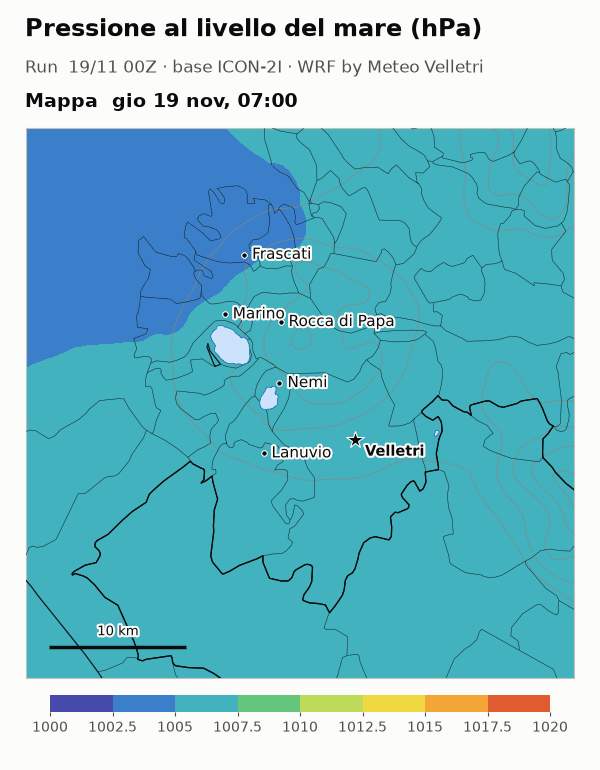 Pressione al livello del mare (hPa)
Run  19/11 00Z · base ICON-2I · WRF by Meteo Velletri
Mappa  gio 19 nov, 07:00
Frascati
Marino
Rocca di Papa
Nemi
Velletri
Lanuvio
10 km
1000 1002.5 1005 1007.5 1010 1012.5 1015 1017.5 1020